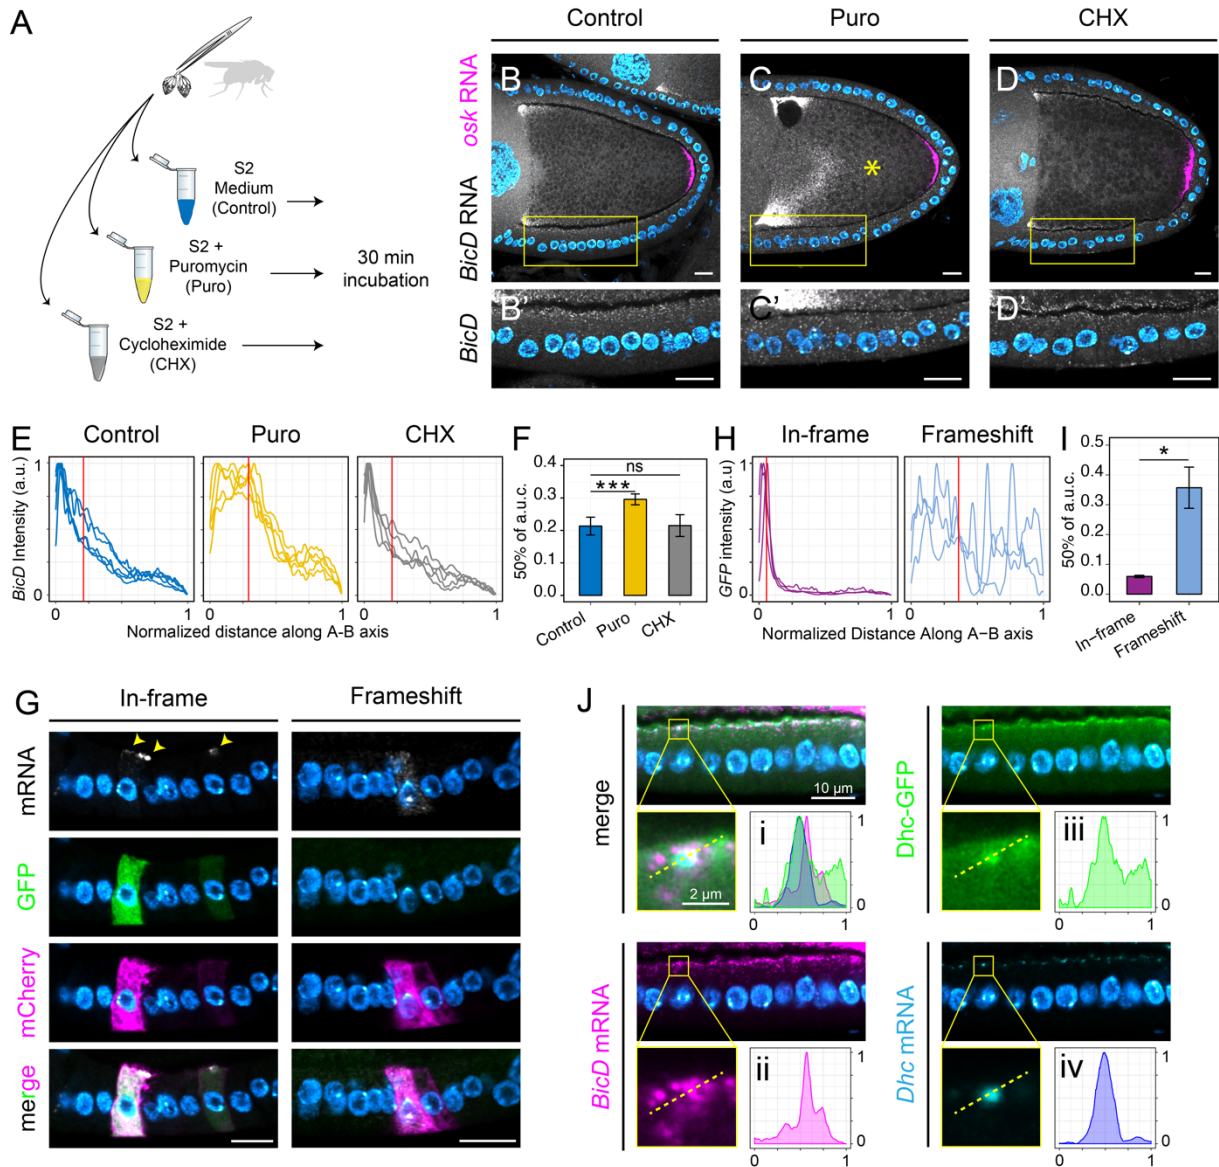 A
S2
Medium
(Control)
S2 +
Puromycin
(Puro)
S2 +
Cycloheximide
(CHX)
30 min
incubation
Control
Puro
CHX
BicD RNA osk RNA
B
C
*
D
BicD
B'
C'
D'
E
Control
Puro
CHX
BicD Intensity (a.u.)
1
0
0 1
0 1
0 1
Normalized distance along A-B axis
F
50% of a.u.c.
0.4
0.3
0.2
0.1
0.0
ns
***
Control
Puro
CHX
H
In-frame
Frameshift
GFP intensity (a.u.)
1
0
0 1
0 1
Normalized Distance Along A−B axis
I
50% of a.u.c.
0.5
0.4
0.3
0.2
0.1
0.0
*
In−frame
Frameshift
G
In-frame
Frameshift
mRNA
GFP
mCherry
merge
J
merge
10 µm
2 µm
i
1
0
0 1
Dhc-GFP
iii
1
0
0 1
BicD mRNA
ii
1
0
0 1
Dhc mRNA
iv
1
0
0 1